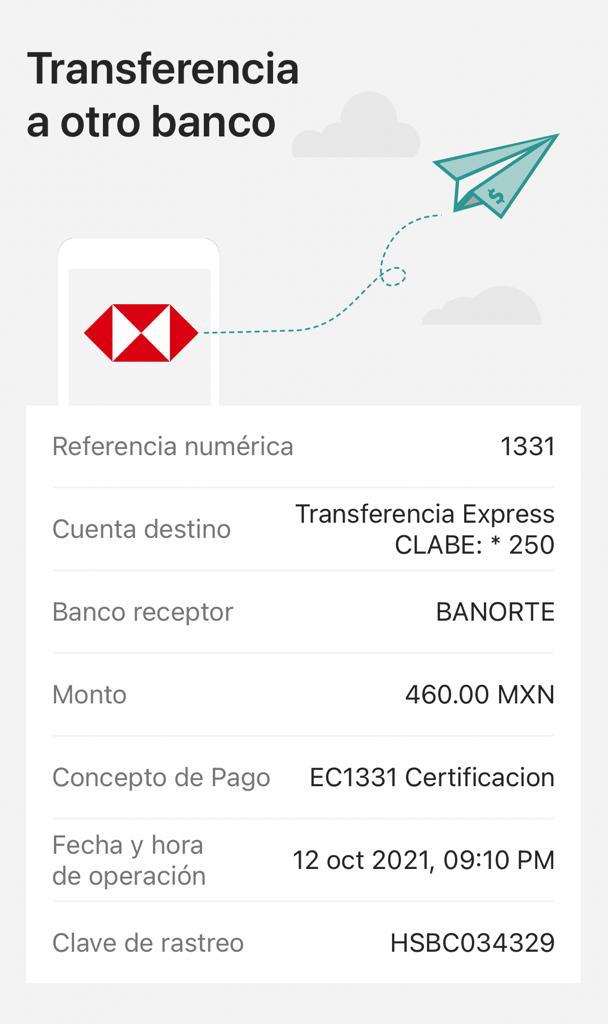 Transferencia
a otro banco
$
Referencia numérica 1331
Cuenta destino Transferencia Express
CLABE: * 250
Banco receptor BANORTE
Monto 460.00 MXN
Concepto de Pago EC1331 Certificacion
Fecha y hora
de operación 12 oct 2021, 09:10 PM
Clave de rastreo HSBC034329